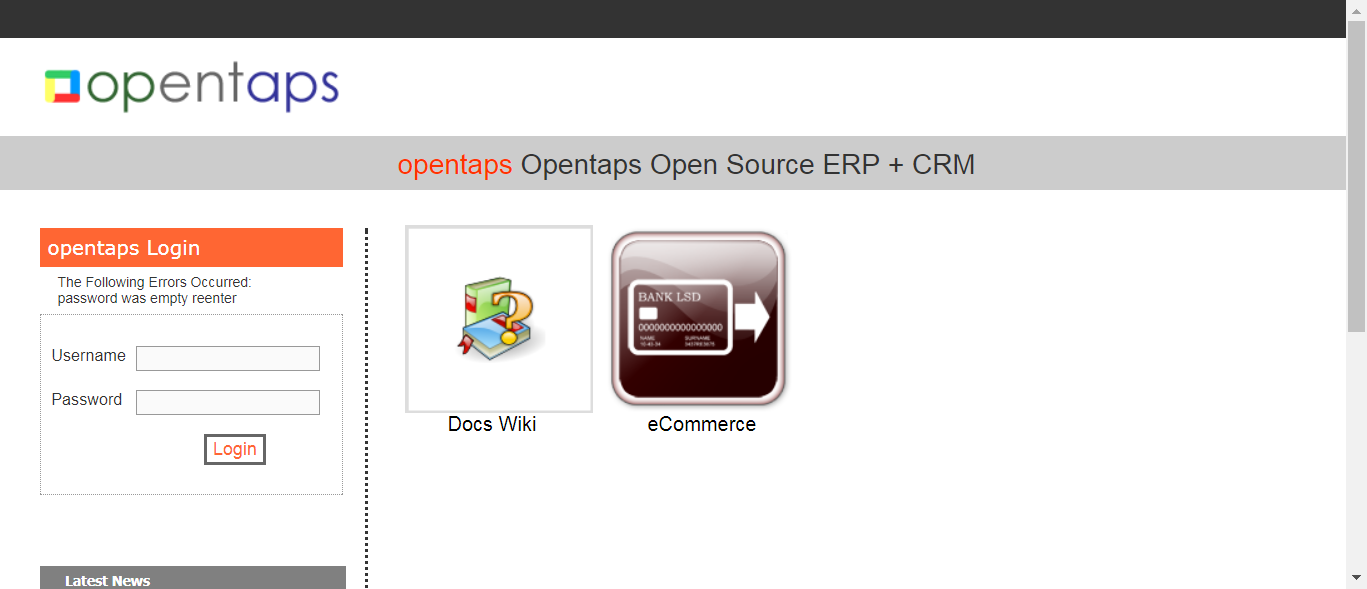 opentaps
opentaps Opentaps Open Source ERP + CRM
opentaps Login
The Following Errors Occurred:
password was empty reenter
Username
Password
Login
Latest News
BANK LSD
0000000000000000
NAME
SURNAME
Docs Wiki
eCommerce